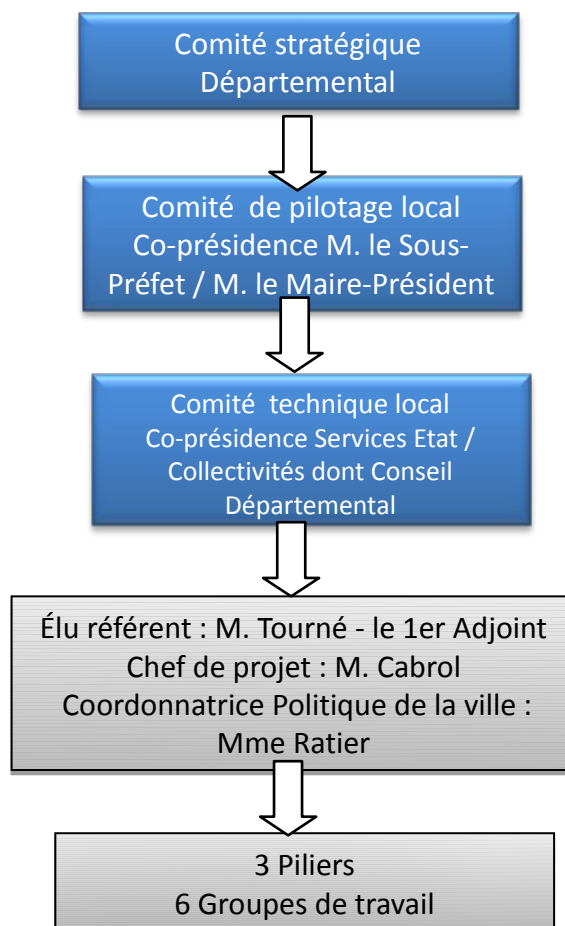 Comité stratégique
Départemental
Comité de pilotage local
Co-présidence M. le Sous-
Préfet / M. le Maire-Président
Comité technique local
Co-présidence Services Etat /
Collectivités dont Conseil
Départemental
Élu référent : M. Tourné - le 1er Adjoint
Chef de projet : M. Cabrol
Coordonnatrice Politique de la ville :
Mme Ratier
3 Piliers
6 Groupes de travail